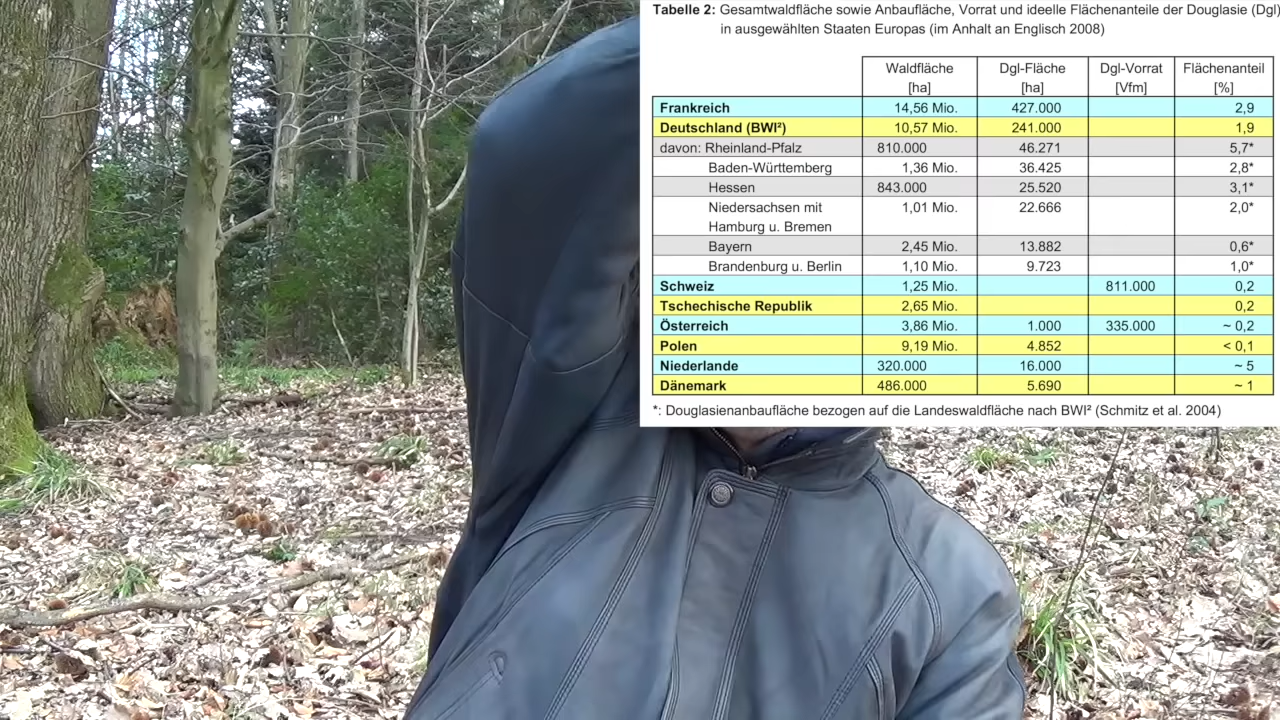 Tabelle 2: Gesamtwaldfläche sowie Anbaufläche, Vorrat und ideelle Flächenanteile der Douglasie (Dgl)
in ausgewählten Staaten Europas (im Anhalt an Englisch 2008)
Waldfläche Dgl-Fläche Dgl-Vorrat Flächenanteil
[ha] [ha] [Vfm] [%]
Frankreich 14,56 Mio. 427.000 2,9
Deutschland (BWI²) 10,57 Mio. 241.000 1,9
davon: Rheinland-Pfalz 810.000 46.271 5,7*
Baden-Württemberg 1,36 Mio. 36.425 2,8*
Hessen 843.000 25.520 3,1*
Niedersachsen mit 1,01 Mio. 22.666 2,0*
Hamburg u. Bremen
Bayern 2,45 Mio. 13.882 0,6*
Brandenburg u. Berlin 1,10 Mio. 9.723 1,0*
Schweiz 1,25 Mio. 811.000 0,2
Tschechische Republik 2,65 Mio. 0,2
Österreich 3,86 Mio. 1.000 335.000 ~ 0,2
Polen 9,19 Mio. 4.852 < 0,1
Niederlande 320.000 16.000 ~ 5
Dänemark 486.000 5.690 ~ 1
*: Douglasienanbaufläche bezogen auf die Landeswaldfläche nach BWI² (Schmitz et al. 2004)